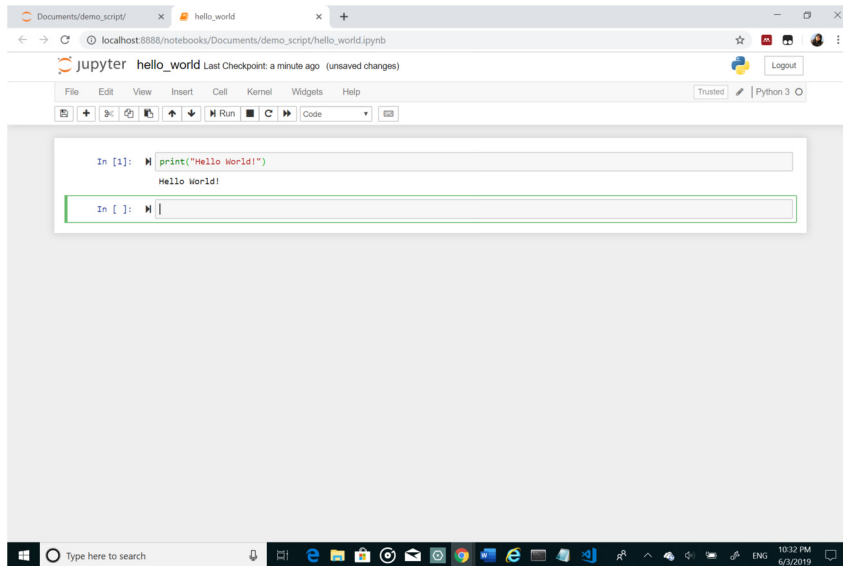 Documents/demo_script/ hello_world
localhost:8888/notebooks/Documents/demo_script/hello_world.ipynb
jupyter hello_world Last Checkpoint: a minute ago (unsaved changes) Logout
File Edit View Insert Cell Kernel Widgets Help Trusted Python 3
Run Code
In [1]: print("Hello World!")
Hello World!
In [ ]:
Type here to search ENG 10:32 PM
6/3/2019